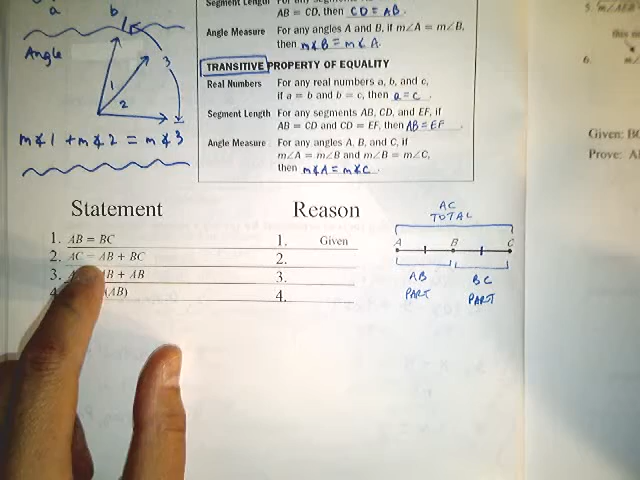 a b
Angle
1
2
3
m∡1 + m∡2 = m∡3
Segment Length
AB = CD, then CD = AB.
Angle Measure For any angles A and B, if m∠A = m∠B,
then m∡B = m∡A.
TRANSITIVE PROPERTY OF EQUALITY
Real Numbers For any real numbers a, b, and c,
if a = b and b = c, then a = c.
Segment Length For any segments AB, CD, and EF, if
AB = CD and CD = EF, then AB = EF.
Angle Measure For any angles A, B, and C, if
m∠A = m∠B and m∠B = m∠C,
then m∡A = m∡C.
Statement Reason
1. AB = BC 1. Given
2. AC = AB + BC 2.
3. B + AB 3.
(AB) 4.
AC
TOTAL
A B C
AB BC
PART PART
5. m∠AEB
this
6.
Given: BC
Prove: A